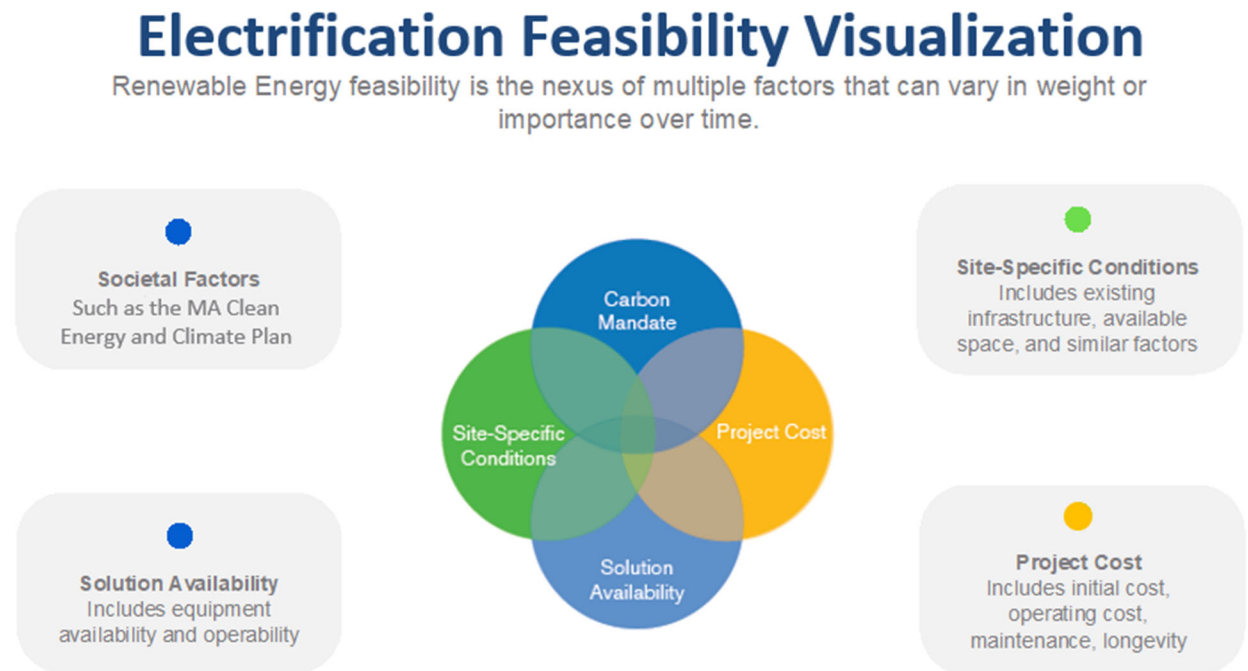 Electrification Feasibility Visualization
Renewable Energy feasibility is the nexus of multiple factors that can vary in weight or
importance over time.
Societal Factors
Such as the MA Clean
Energy and Climate Plan
Site-Specific Conditions
Includes existing
infrastructure, available
space, and similar factors
Carbon
Mandate
Site-Specific
Conditions
Project Cost
Solution
Availability
Solution Availability
Includes equipment
availability and operability
Project Cost
Includes initial cost,
operating cost,
maintenance, longevity